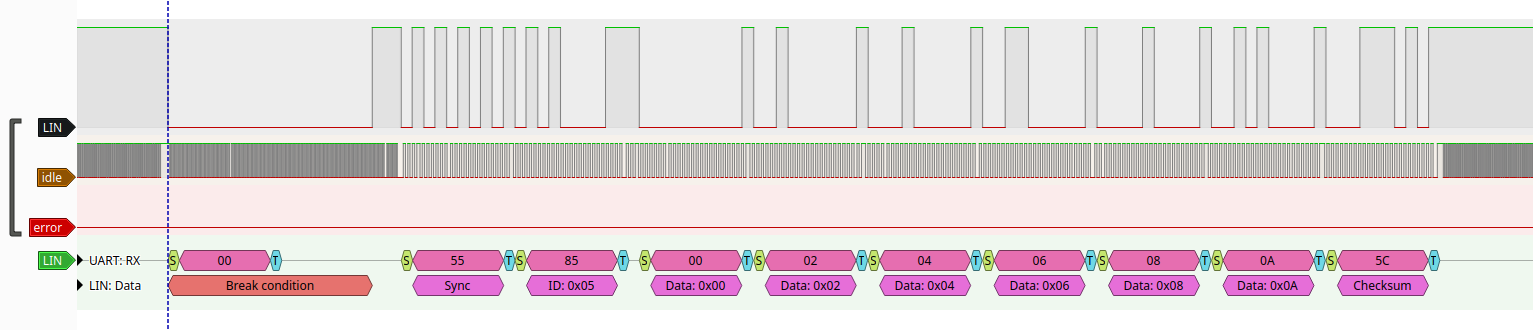 LIN
idle
error
LIN UART: RX S 00 T S 55 T S 85 T S 00 T S 02 T S 04 T S 06 T S 08 T S 0A T S 5C T
LIN: Data Break condition Sync ID: 0x05 Data: 0x00 Data: 0x02 Data: 0x04 Data: 0x06 Data: 0x08 Data: 0x0A Checksum